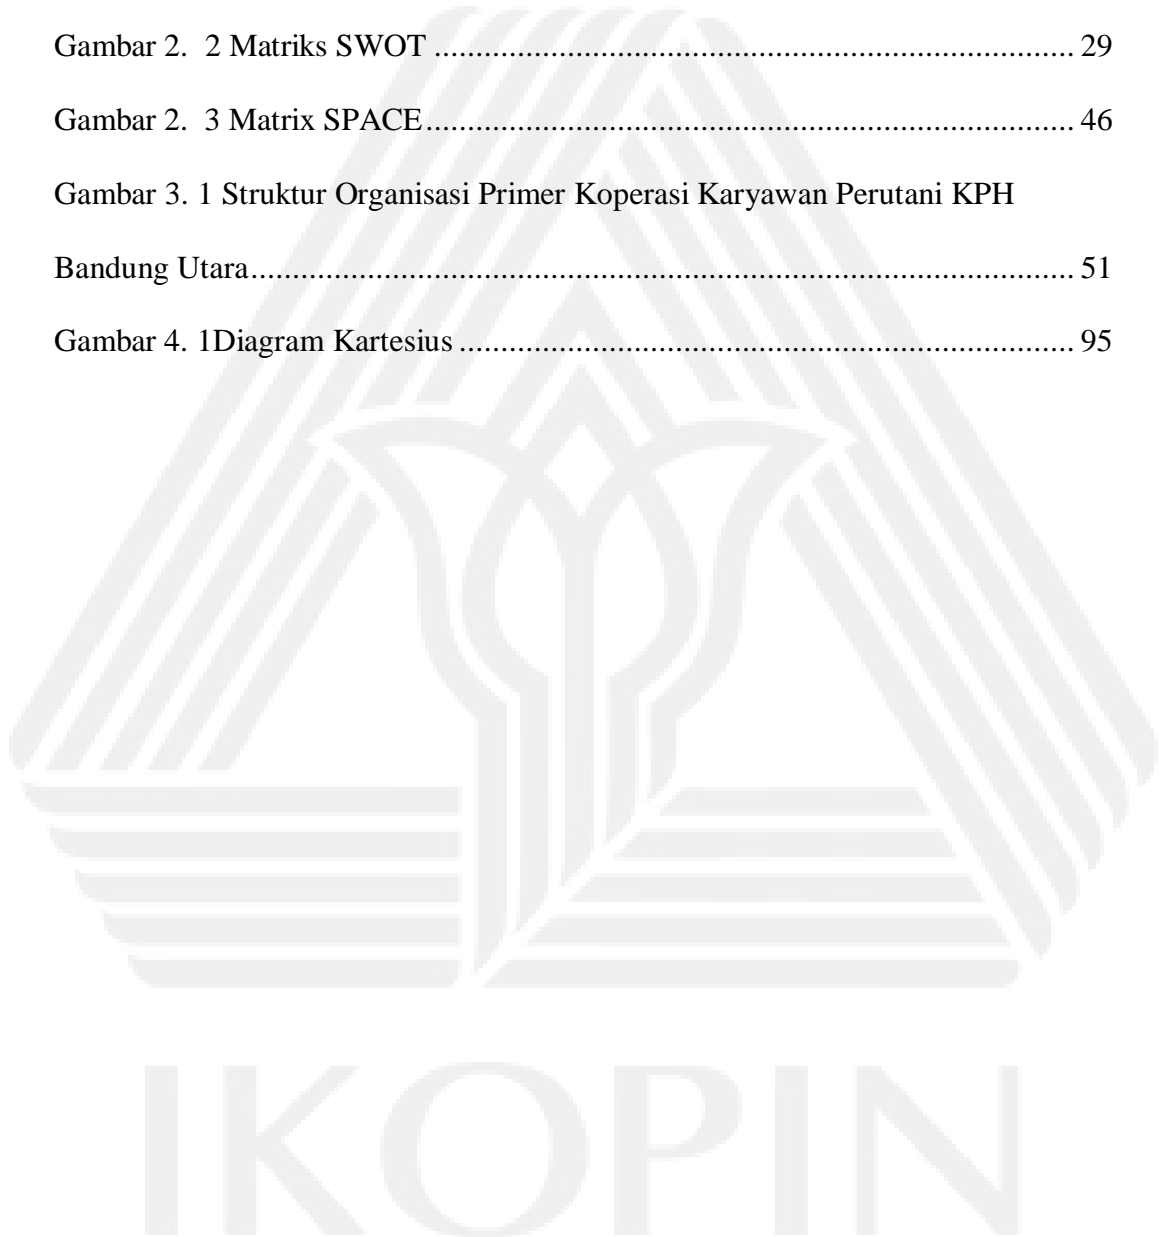 Gambar 2.  2 Matriks SWOT ................................................................................ 29
Gambar 2.  3 Matrix SPACE................................................................................. 46
Gambar 3. 1 Struktur Organisasi Primer Koperasi Karyawan Perutani KPH
Bandung Utara....................................................................................................... 51
Gambar 4. 1Diagram Kartesius ............................................................................. 95
IKOPIN